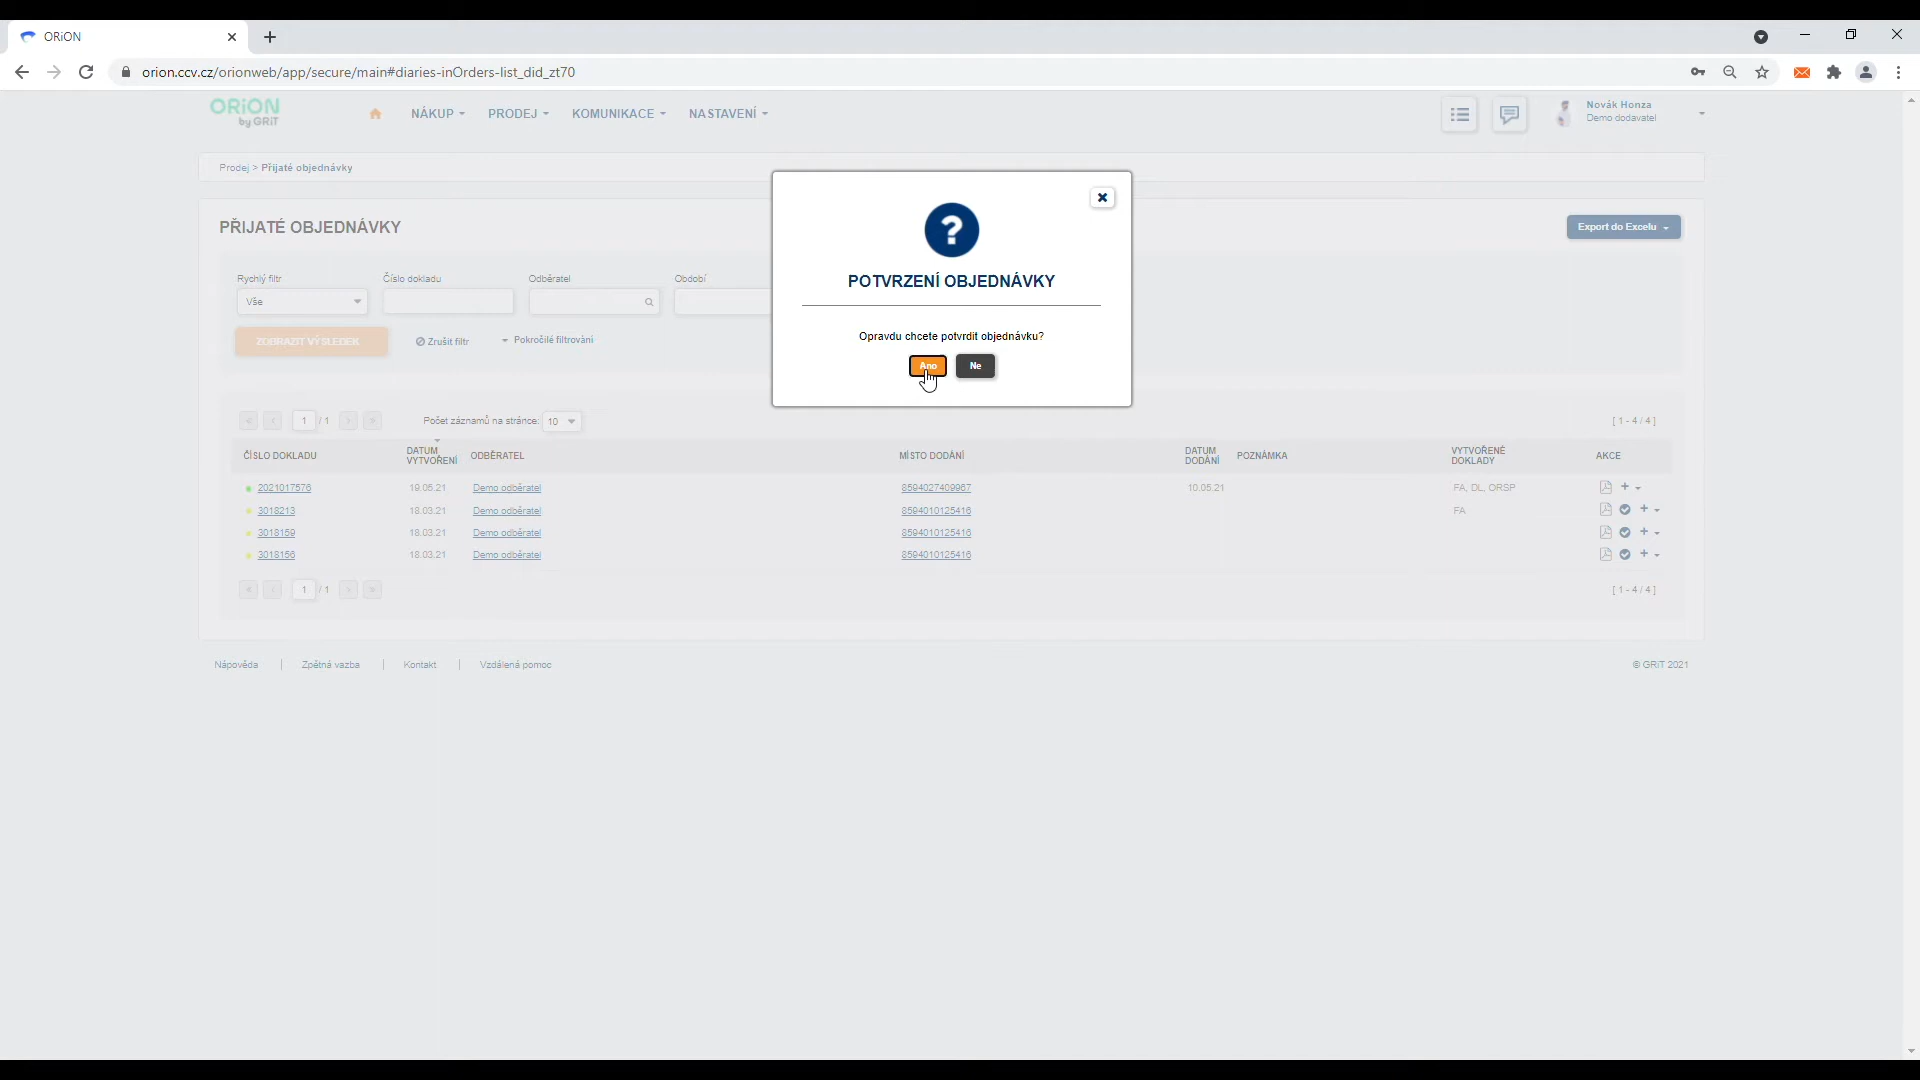 ORiON
orion.ccv.cz/orionweb/app/secure/main#diaries-inOrders-list_did_zt70
ORiON
by GRiT
NÁKUP
PRODEJ
KOMUNIKACE
NASTAVENÍ
Novák Honza
Demo dodavatel
Prodej > Přijaté objednávky
PŘIJATÉ OBJEDNÁVKY
Export do Excelu
Rychlý filtr
Číslo dokladu
Odběratel
Období
Vše
ZOBRAZIT VÝSLEDEK
Zrušit filtr
Pokročilé filtrování
?
POTVRZENÍ OBJEDNÁVKY
Opravdu chcete potvrdit objednávku?
Ano
Ne
« ‹ 1 / 1 › »
Počet záznamů na stránce: 10
[ 1 - 4 / 4 ]
ČÍSLO DOKLADU DATUM VYTVOŘENÍ ODBĚRATEL MÍSTO DODÁNÍ DATUM DODÁNÍ POZNÁMKA VYTVOŘENÉ DOKLADY AKCE
2021017576 19.05.21 Demo odběratel 8594027409967 10.05.21 FA, DL, ORSP
3018213 18.03.21 Demo odběratel 8594010125416 FA
3018159 18.03.21 Demo odběratel 8594010125416
3018156 18.03.21 Demo odběratel 8594010125416
« ‹ 1 / 1 › »
[ 1 - 4 / 4 ]
Nápověda | Zpětná vazba | Kontakt | Vzdálená pomoc
© GRiT 2021